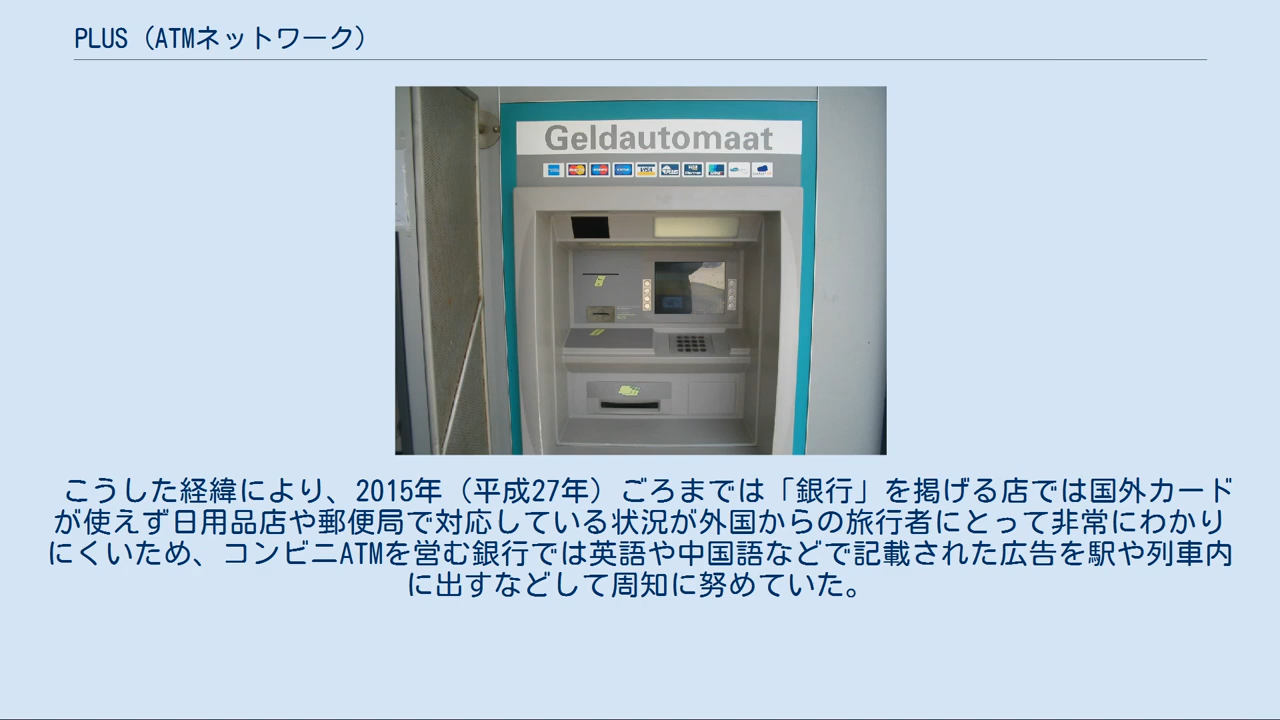 PLUS（ATMネットワーク）
Geldautomaat
VISA
こうした経緯により、2015年（平成27年）ごろまでは「銀行」を掲げる店では国外カード
が使えず日用品店や郵便局で対応している状況が外国からの旅行者にとって非常にわかり
にくいため、コンビニATMを営む銀行では英語や中国語などで記載された広告を駅や列車内
に出すなどして周知に努めていた。